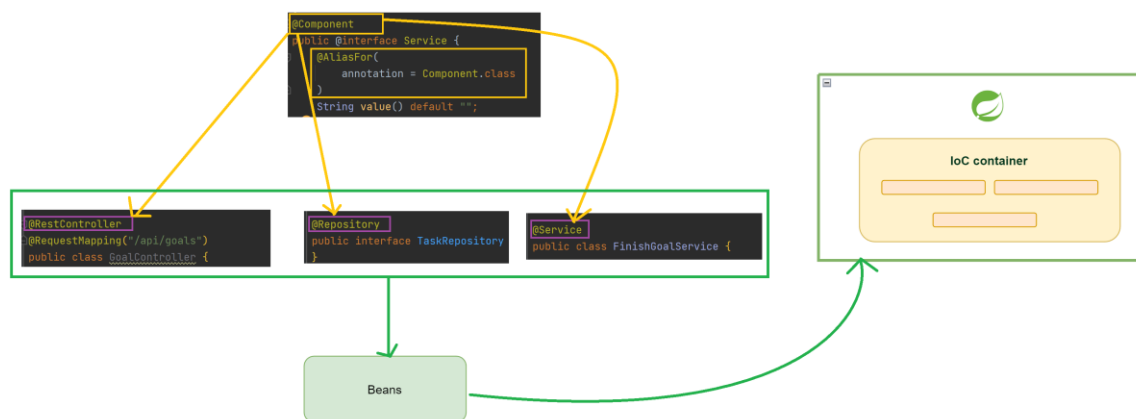 @Component
public @interface Service {
@AliasFor(
annotation = Component.class
)
String value() default "";
@RestController
@RequestMapping("/api/goals")
public class GoalController {
@Repository
public interface TaskRepository
}
@Service
public class FinishGoalService {
IoC container
Beans